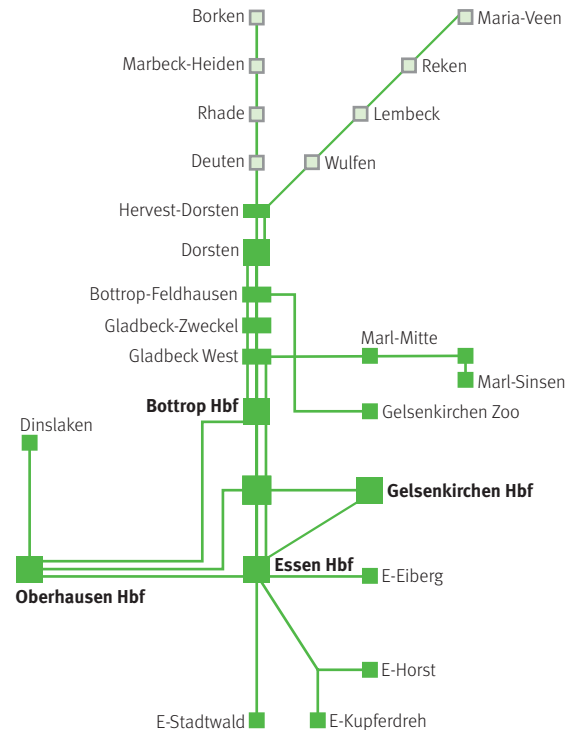 Borken
Maria-Veen
Marbeck-Heiden
Reken
Rhade
Lembeck
Deuten
Wulfen
Hervest-Dorsten
Dorsten
Bottrop-Feldhausen
Gladbeck-Zweckel
Marl-Mitte
Gladbeck West
Marl-Sinsen
Bottrop Hbf
Gelsenkirchen Zoo
Dinslaken
Gelsenkirchen Hbf
Essen Hbf
E-Eiberg
Oberhausen Hbf
E-Horst
E-Stadtwald
E-Kupferdreh